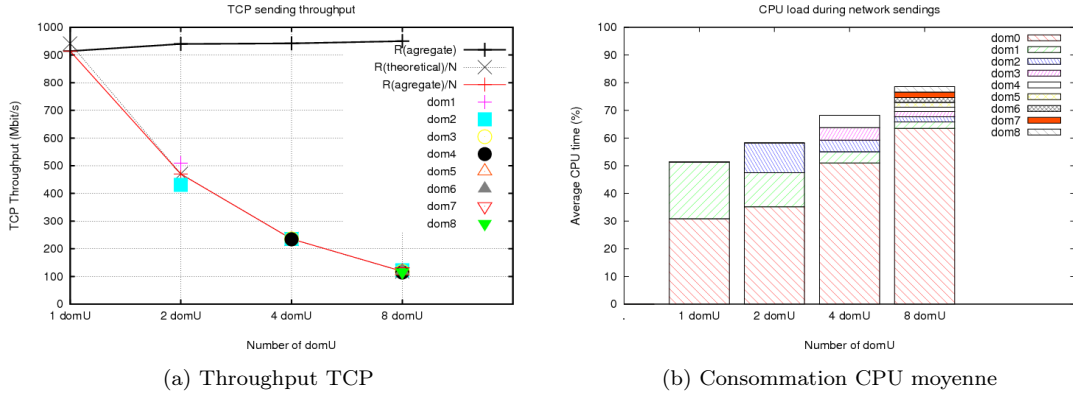 TCP sending throughput
TCP Throughput (Mbit/s)
1000
900
800
700
600
500
400
300
200
100
0
1 domU
2 domU
4 domU
8 domU
Number of domU
R(agregate)
R(theoretical)/N
R(agregate)/N
dom1
dom2
dom3
dom4
dom5
dom6
dom7
dom8
(a) Throughput TCP
CPU load during network sendings
Average CPU time (%)
100
90
80
70
60
50
40
30
20
10
0
.
1 domU
2 domU
4 domU
8 domU
Number of domU
dom0
dom1
dom2
dom3
dom4
dom5
dom6
dom7
dom8
(b) Consommation CPU moyenne